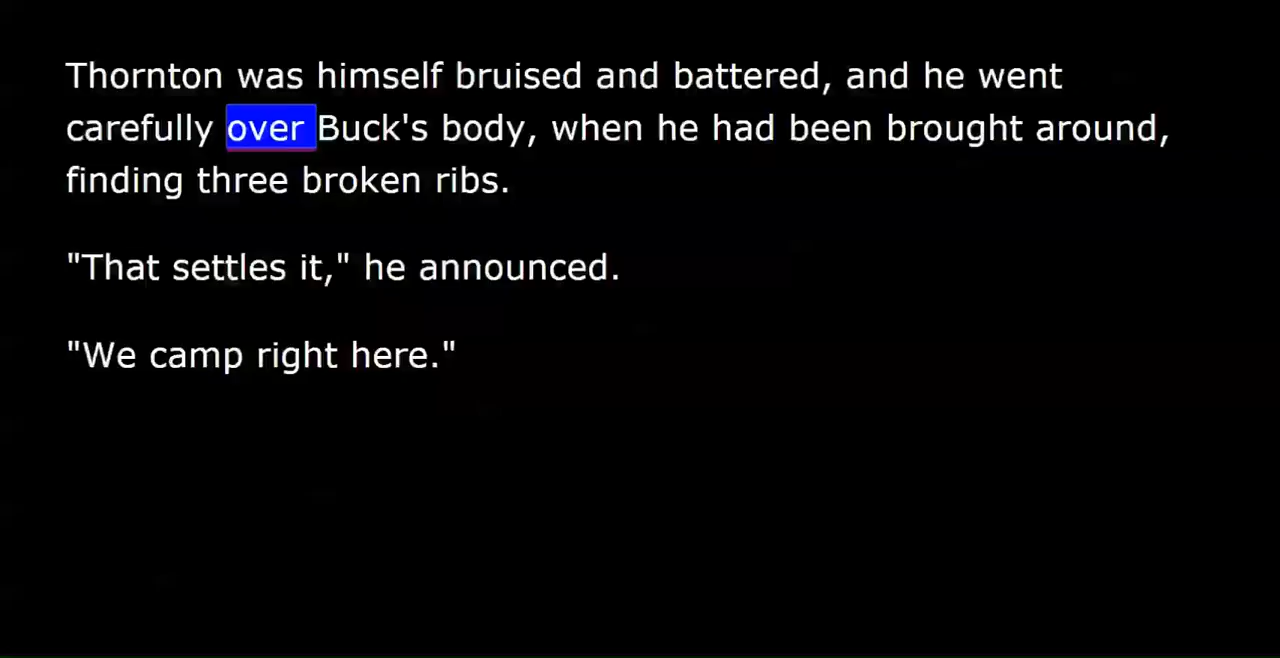 Thornton was himself bruised and battered, and he went
carefully over Buck's body, when he had been brought around,
finding three broken ribs.
"That settles it," he announced.
"We camp right here."